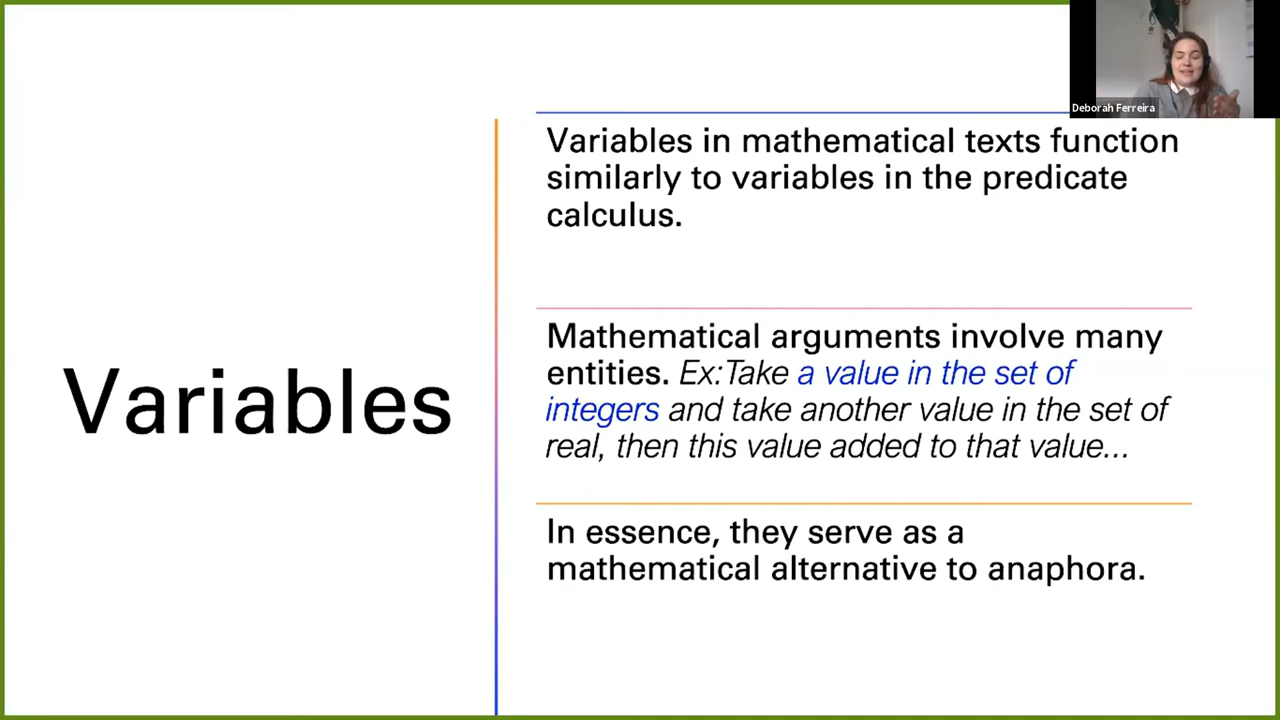 Deborah Ferreira
Variables
Variables in mathematical texts function
similarly to variables in the predicate
calculus.
Mathematical arguments involve many
entities. Ex:Take a value in the set of
integers and take another value in the set of
real, then this value added to that value...
In essence, they serve as a
mathematical alternative to anaphora.